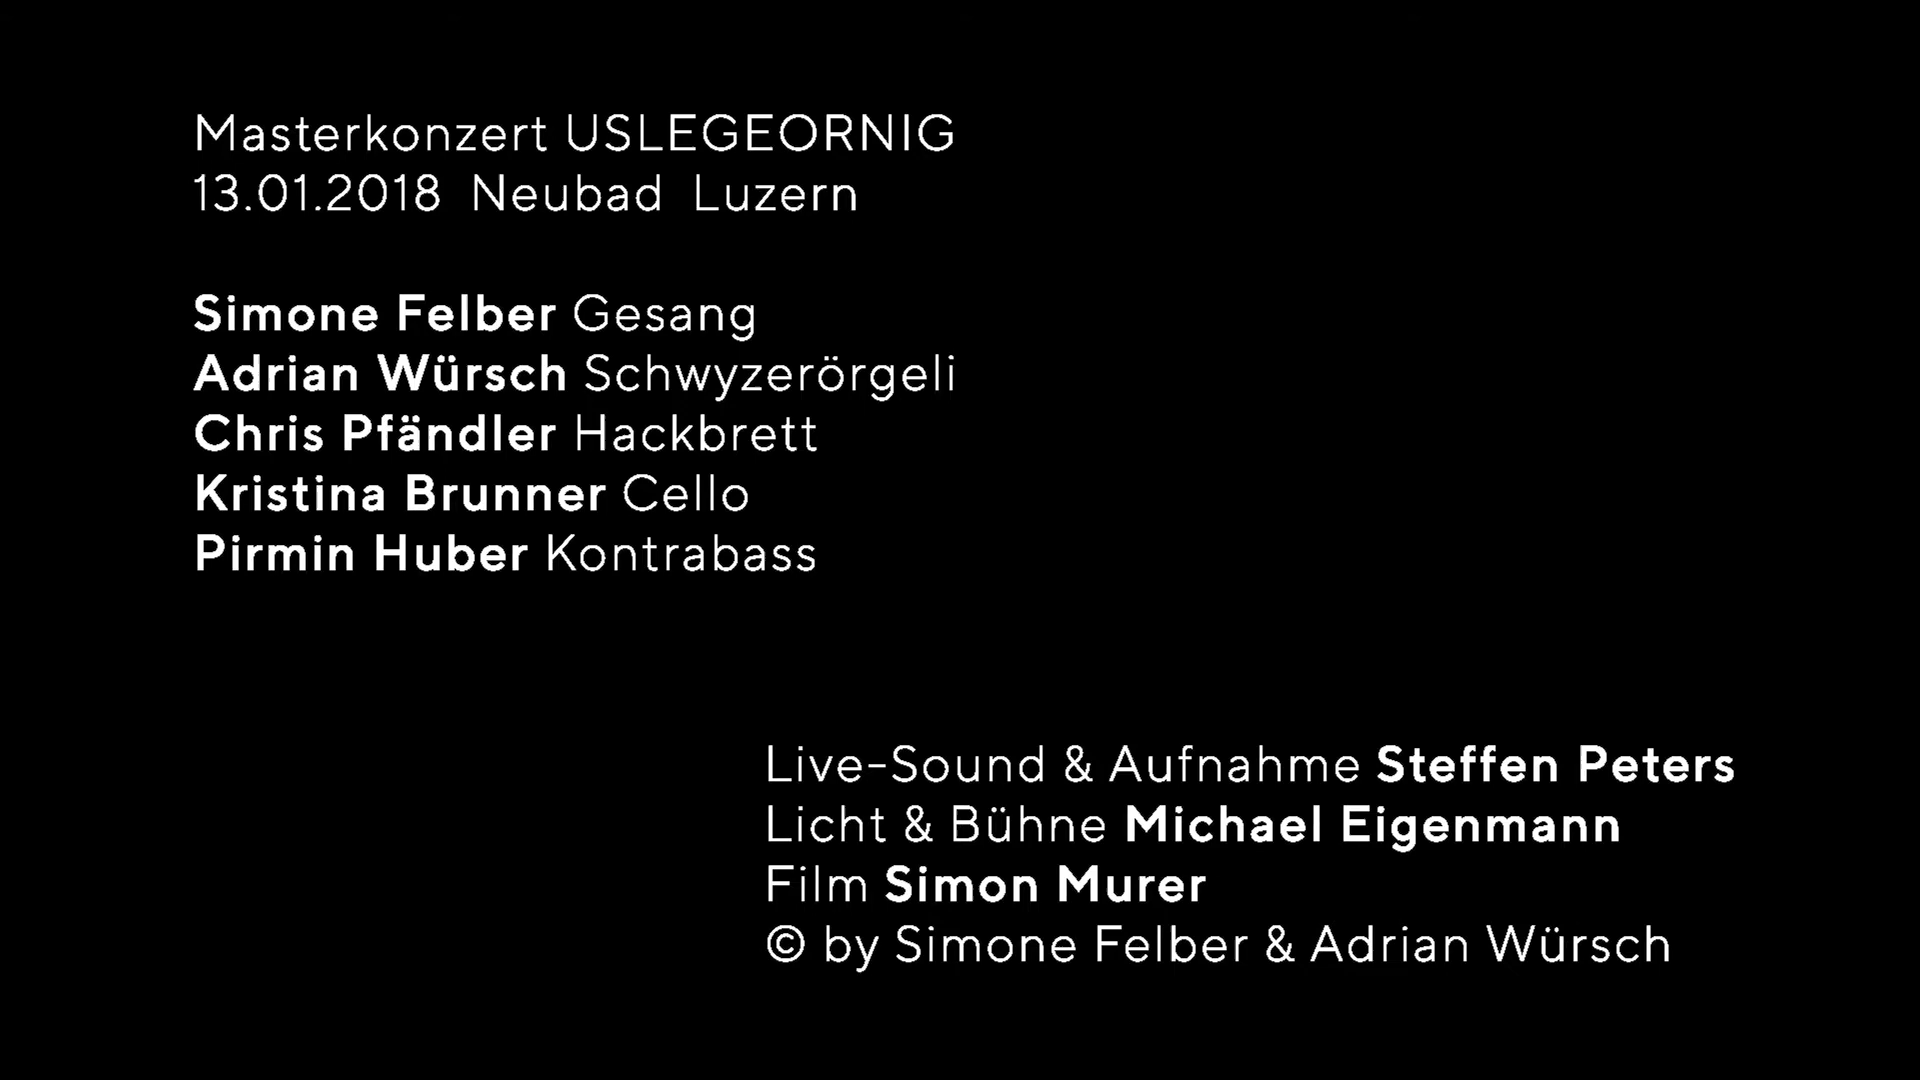 Masterkonzert USLEGEORNIG
13.01.2018 Neubad Luzern
Simone Felber Gesang
Adrian Würsch Schwyzerörgeli
Chris Pfändler Hackbrett
Kristina Brunner Cello
Pirmin Huber Kontrabass
Live-Sound & Aufnahme Steffen Peters
Licht & Bühne Michael Eigenmann
Film Simon Murer
© by Simone Felber & Adrian Würsch